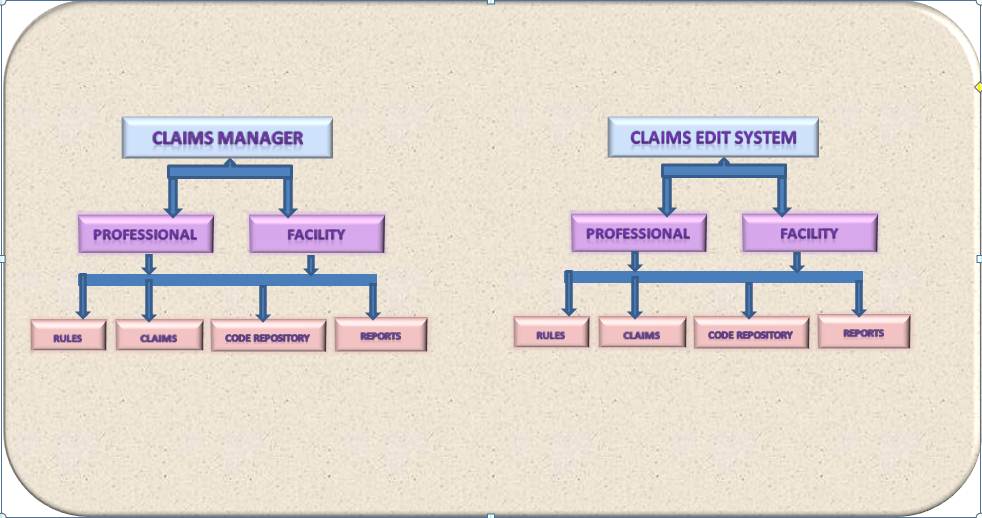 CLAIMS MANAGER
CLAIMS EDIT SYSTEM
PROFESSIONAL
FACILITY
PROFESSIONAL
FACILITY
RULES
CLAIMS
CODE REPOSITORY
REPORTS
RULES
CLAIMS
CODE REPOSITORY
REPORTS